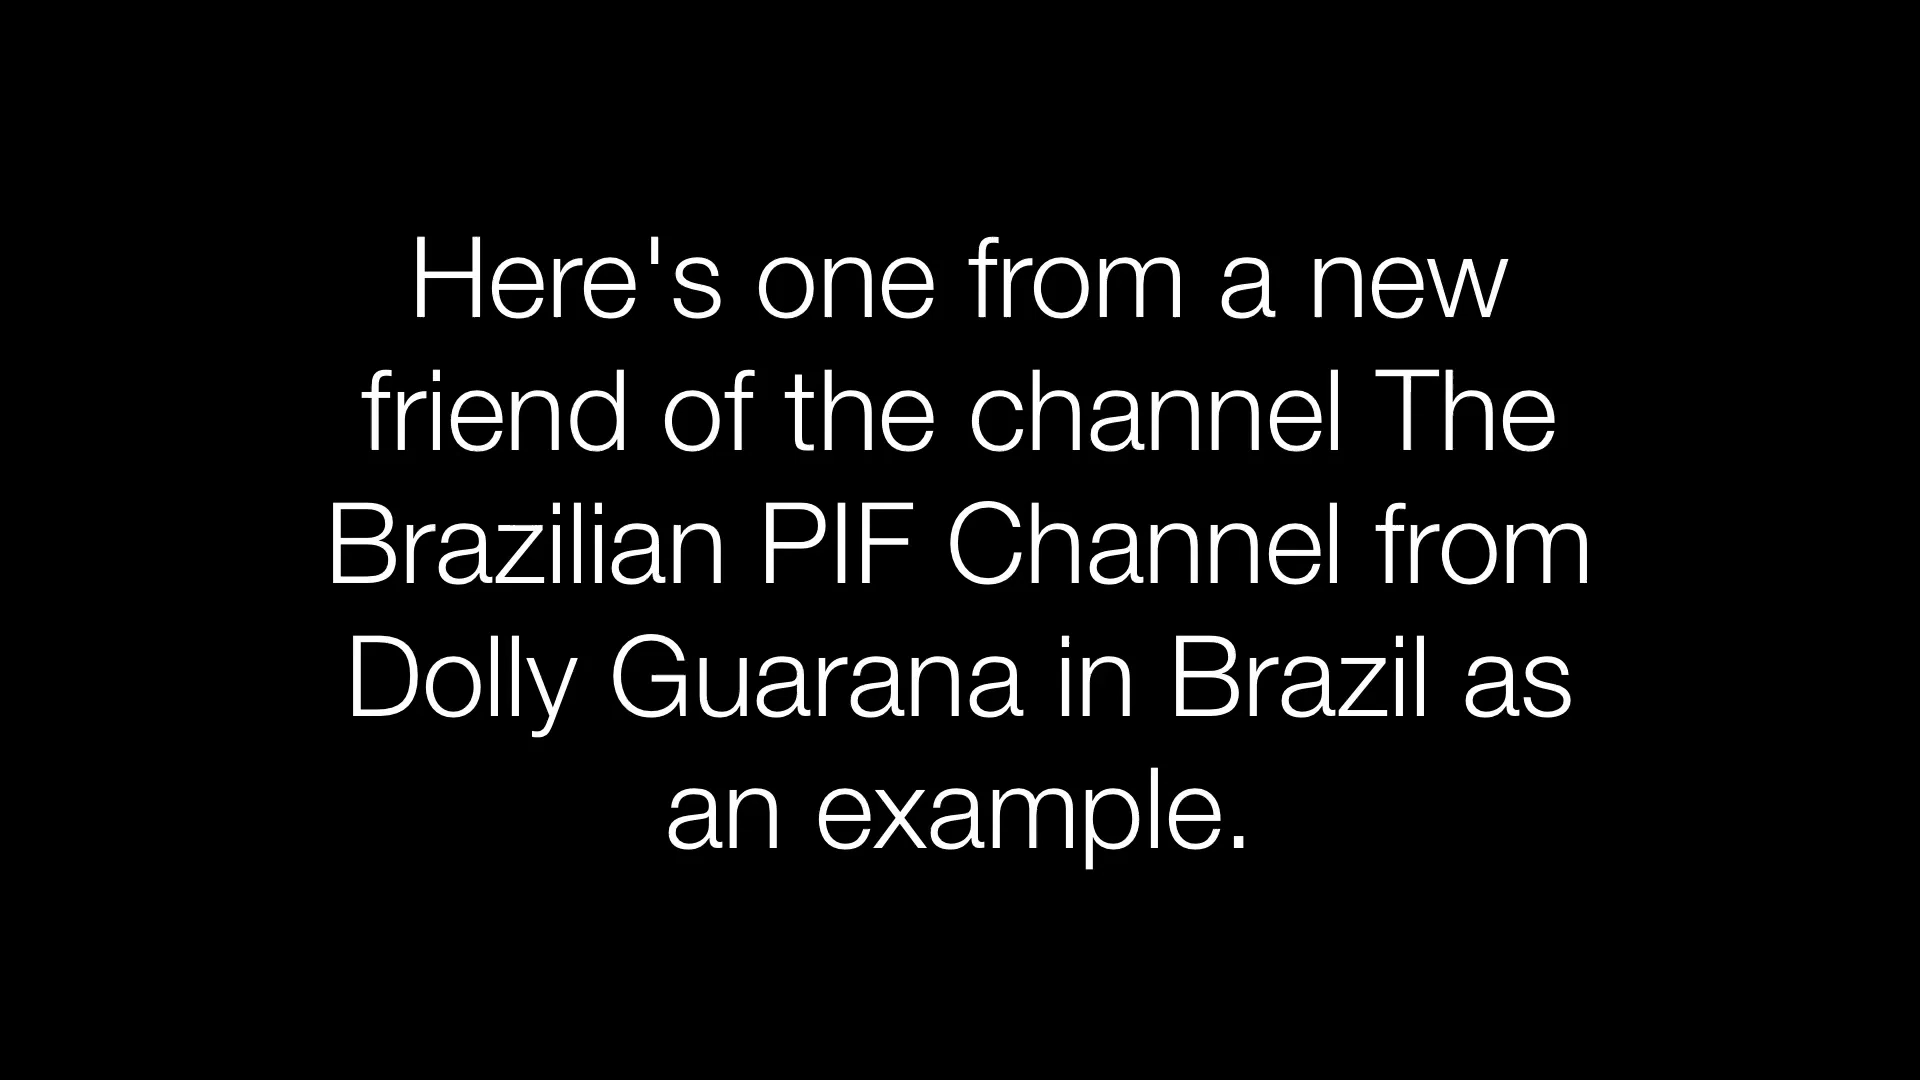 Here's one from a new
friend of the channel The
Brazilian PIF Channel from
Dolly Guarana in Brazil as
an example.